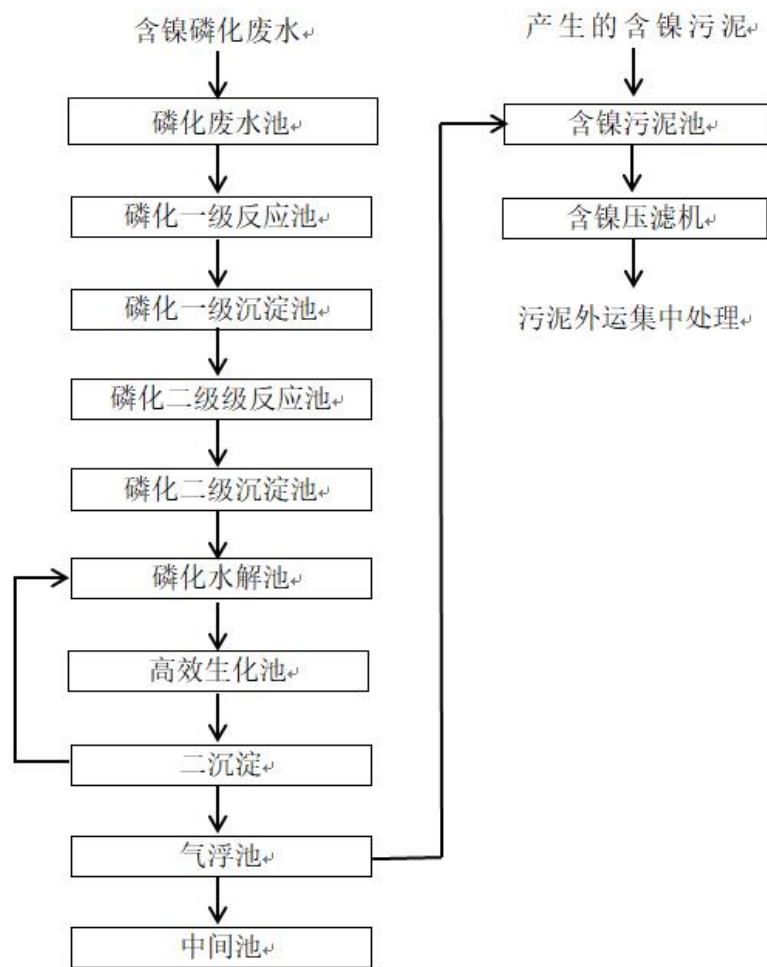 含镍磷化废水
磷化废水池
磷化一级反应池
磷化一级沉淀池
磷化二级级反应池
磷化二级沉淀池
磷化水解池
高效生化池
二沉淀
气浮池
中间池
产生的含镍污泥
含镍污泥池
含镍压滤机
污泥外运集中处理